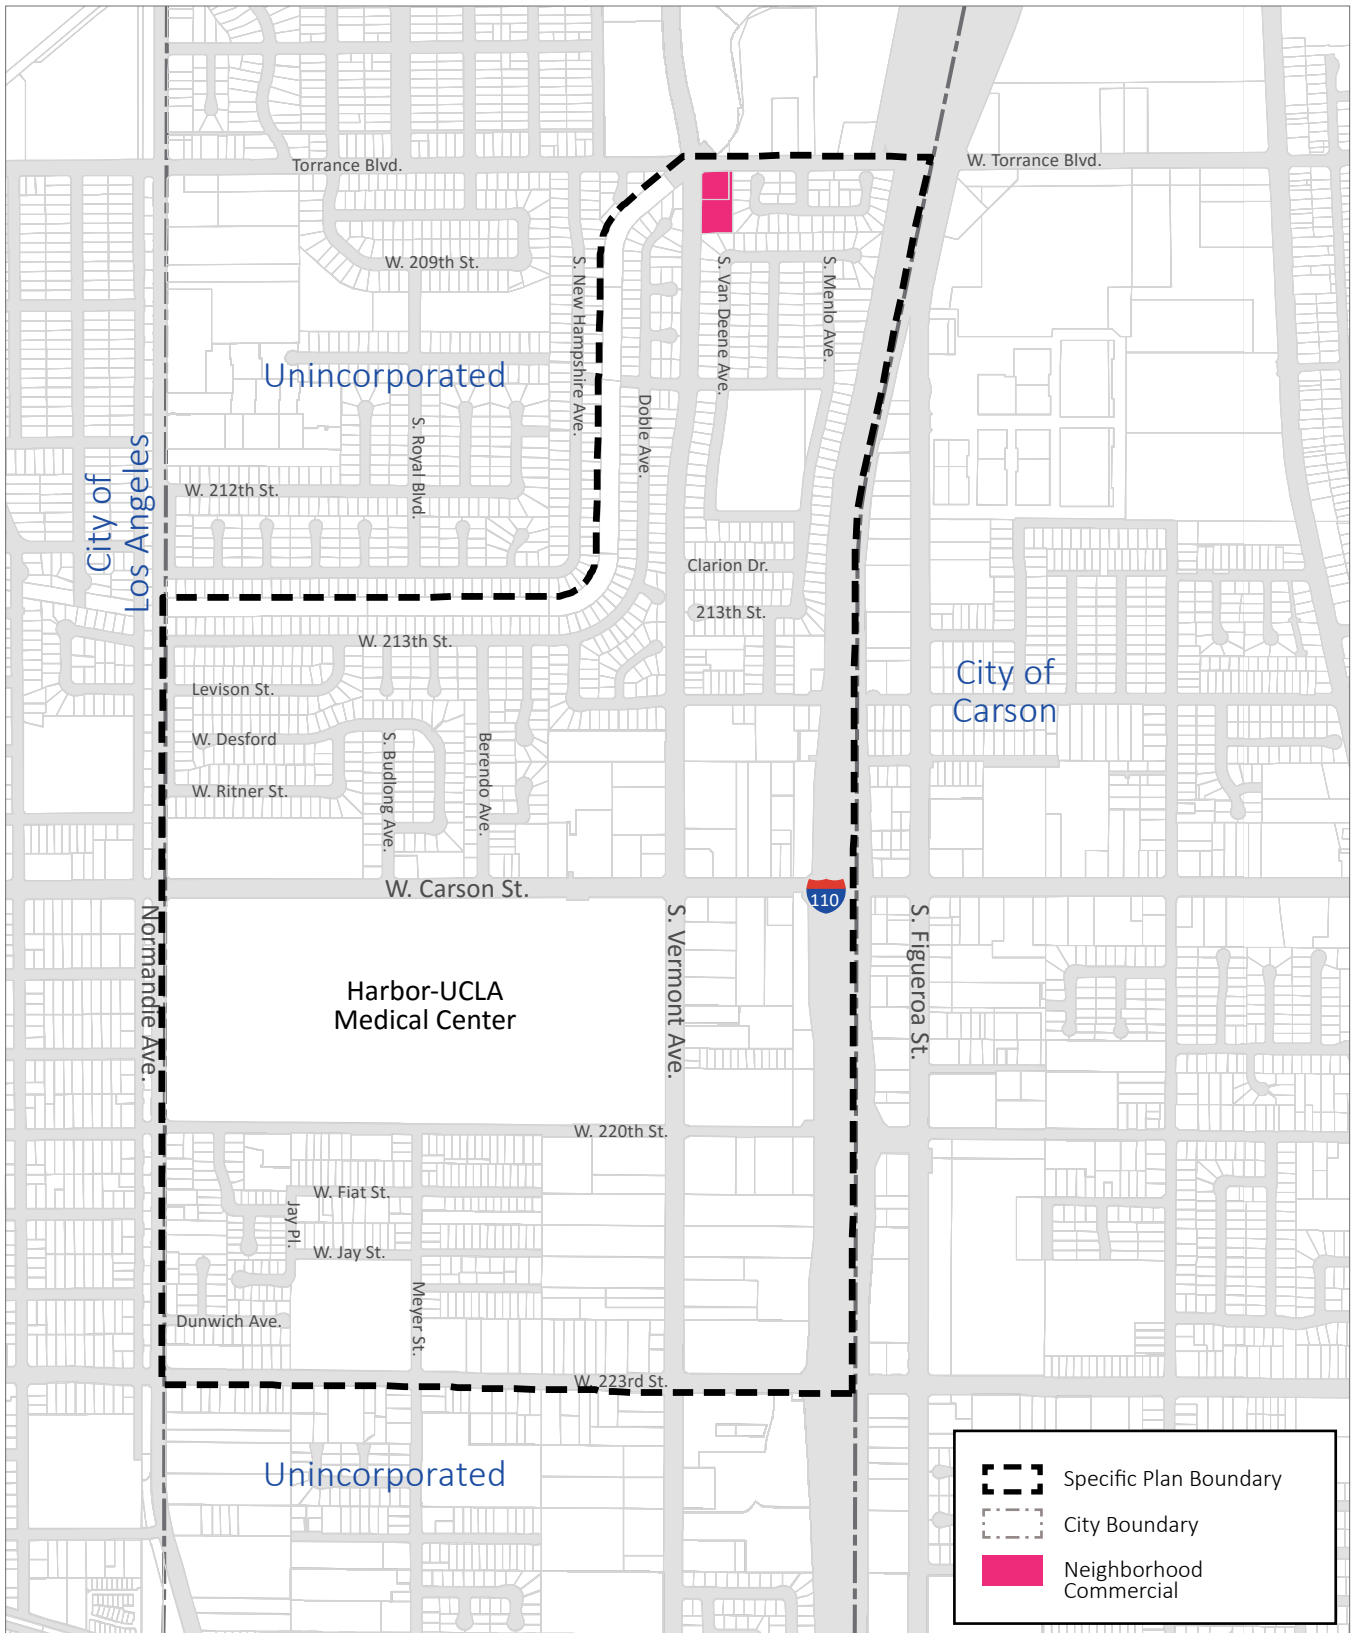 Torrance Blvd.
W. Torrance Blvd.
W. 209th St.
S. New Hampshire Ave.
S. Van Deene Ave.
S. Menlo Ave.
Unincorporated
Doble Ave.
S. Royal Blvd.
City of
Los Angeles
W. 212th St.
Clarion Dr.
213th St.
W. 213th St.
City of
Carson
Levison St.
W. Desford
S. Budlong Ave.
Berendo Ave.
W. Ritner St.
W. Carson St.
110
Normandie Ave.
S. Vermont Ave.
S. Figueroa St.
Harbor-UCLA
Medical Center
W. 220th St.
W. Fiat St.
Jay Pl.
W. Jay St.
Meyer St.
Dunwich Ave.
W. 223rd St.
Unincorporated
Specific Plan Boundary
City Boundary
Neighborhood
Commercial